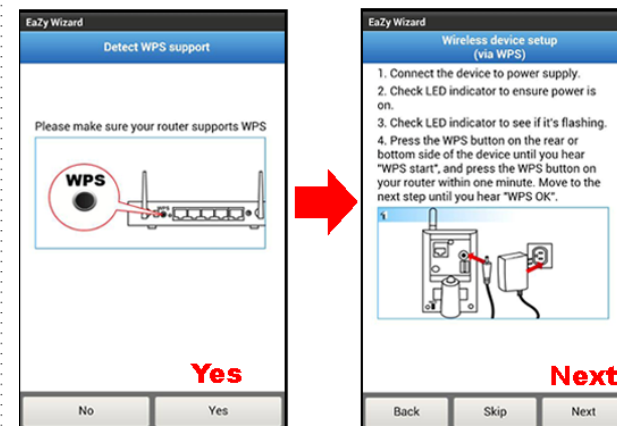 EaZy Wizard
Detect WPS support
Please make sure your router supports WPS
WPS
WPS
Yes
No
Yes
EaZy Wizard
Wireless device setup
(via WPS)
1. Connect the device to power supply.
2. Check LED indicator to ensure power is
on.
3. Check LED indicator to see if it's flashing.
4. Press the WPS button on the rear or
bottom side of the device until you hear
"WPS start", and press the WPS button on
your router within one minute. Move to the
next step until you hear "WPS OK".
Next
Back
Skip
Next